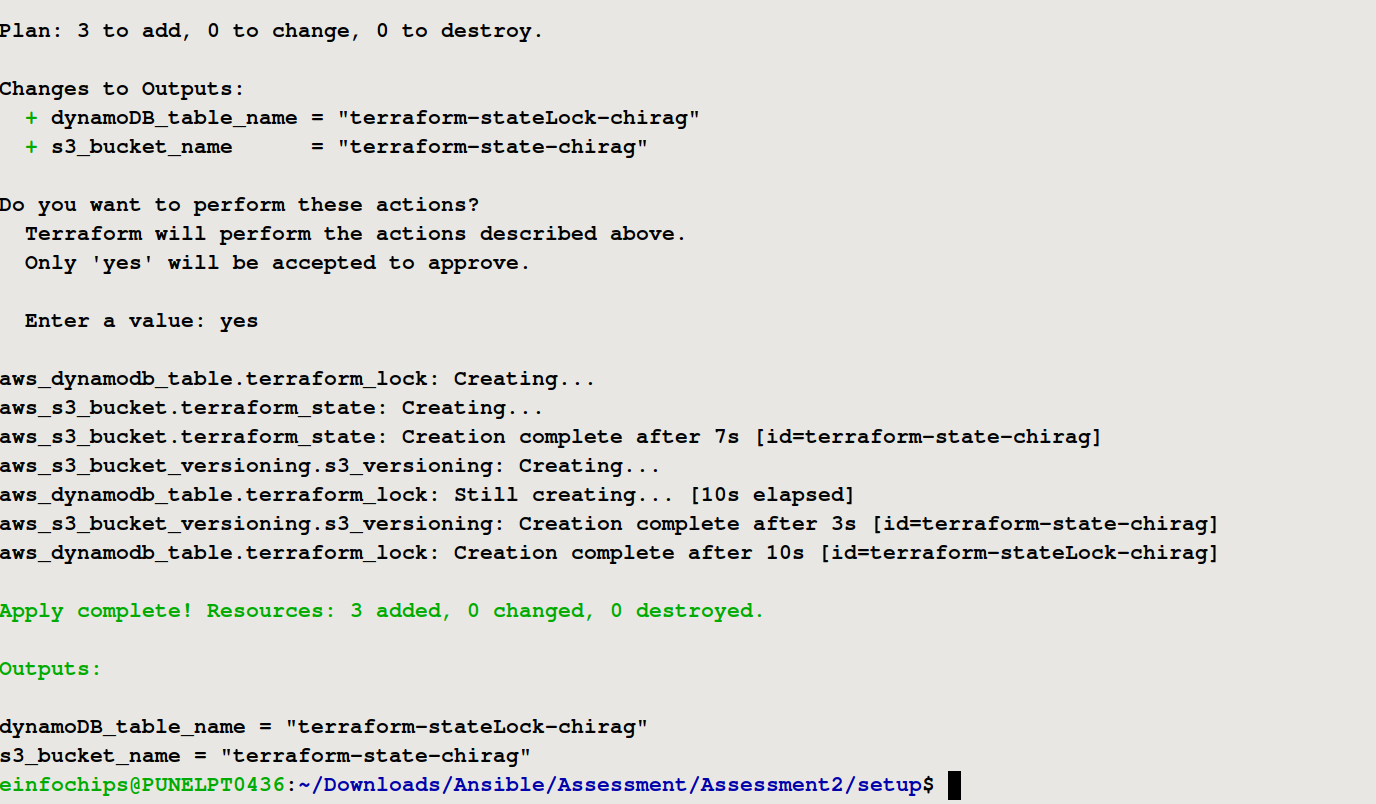 Plan: 3 to add, 0 to change, 0 to destroy.
Changes to Outputs:
  + dynamoDB_table_name = "terraform-stateLock-chirag"
  + s3_bucket_name      = "terraform-state-chirag"
Do you want to perform these actions?
  Terraform will perform the actions described above.
  Only 'yes' will be accepted to approve.
  Enter a value: yes
aws_dynamodb_table.terraform_lock: Creating...
aws_s3_bucket.terraform_state: Creating...
aws_s3_bucket.terraform_state: Creation complete after 7s [id=terraform-state-chirag]
aws_s3_bucket_versioning.s3_versioning: Creating...
aws_dynamodb_table.terraform_lock: Still creating... [10s elapsed]
aws_s3_bucket_versioning.s3_versioning: Creation complete after 3s [id=terraform-state-chirag]
aws_dynamodb_table.terraform_lock: Creation complete after 10s [id=terraform-stateLock-chirag]
Apply complete! Resources: 3 added, 0 changed, 0 destroyed.
Outputs:
dynamoDB_table_name = "terraform-stateLock-chirag"
s3_bucket_name = "terraform-state-chirag"
einfochips@PUNELPT0436:~/Downloads/Ansible/Assessment/Assessment2/setup$